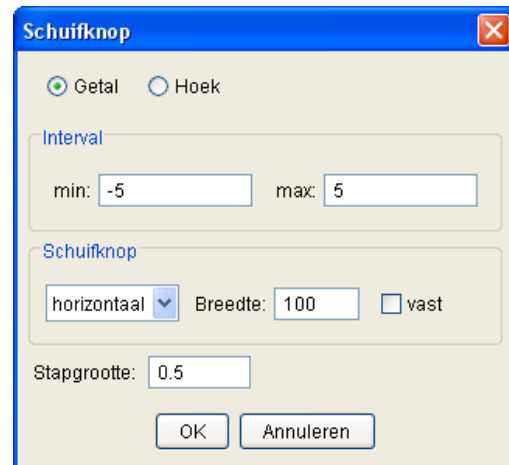 Schuifknop
Getal Hoek
Interval
min: -5 max: 5
Schuifknop
horizontaal Breedte: 100 vast
Stapgrootte: 0.5
OK Annuleren